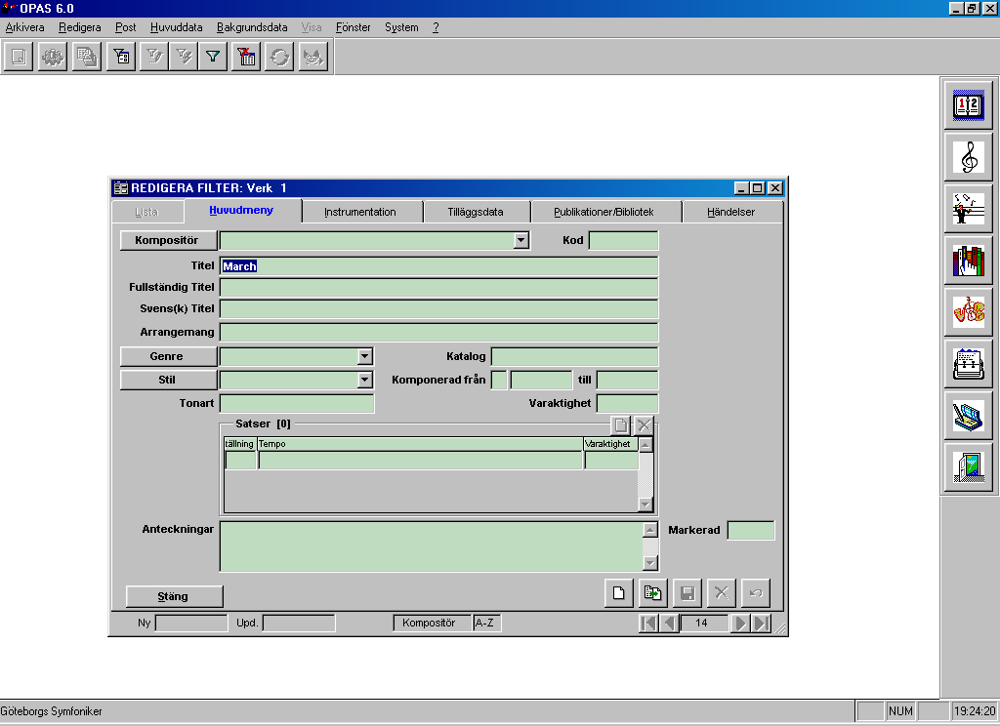 OPAS 6.0
Arkivera Redigera Post Huvuddata Bakgrundsdata Visa Fönster System ?
1 2
REDIGERA FILTER: Verk 1
Lista Huvudmeny Instrumentation Tilläggsdata Publikationer/Bibliotek Händelser
Kompositör Kod
Titel March
Fullständig Titel
Svens(k) Titel
Arrangemang
Genre Katalog
Stil Komponerad från till
Tonart Varaktighet
Satser [0]
tällning Tempo Varaktighet
Anteckningar Markerad
Stäng
Ny Upd. Kompositör A-Z 14
Göteborgs Symfoniker NUM 19:24:20